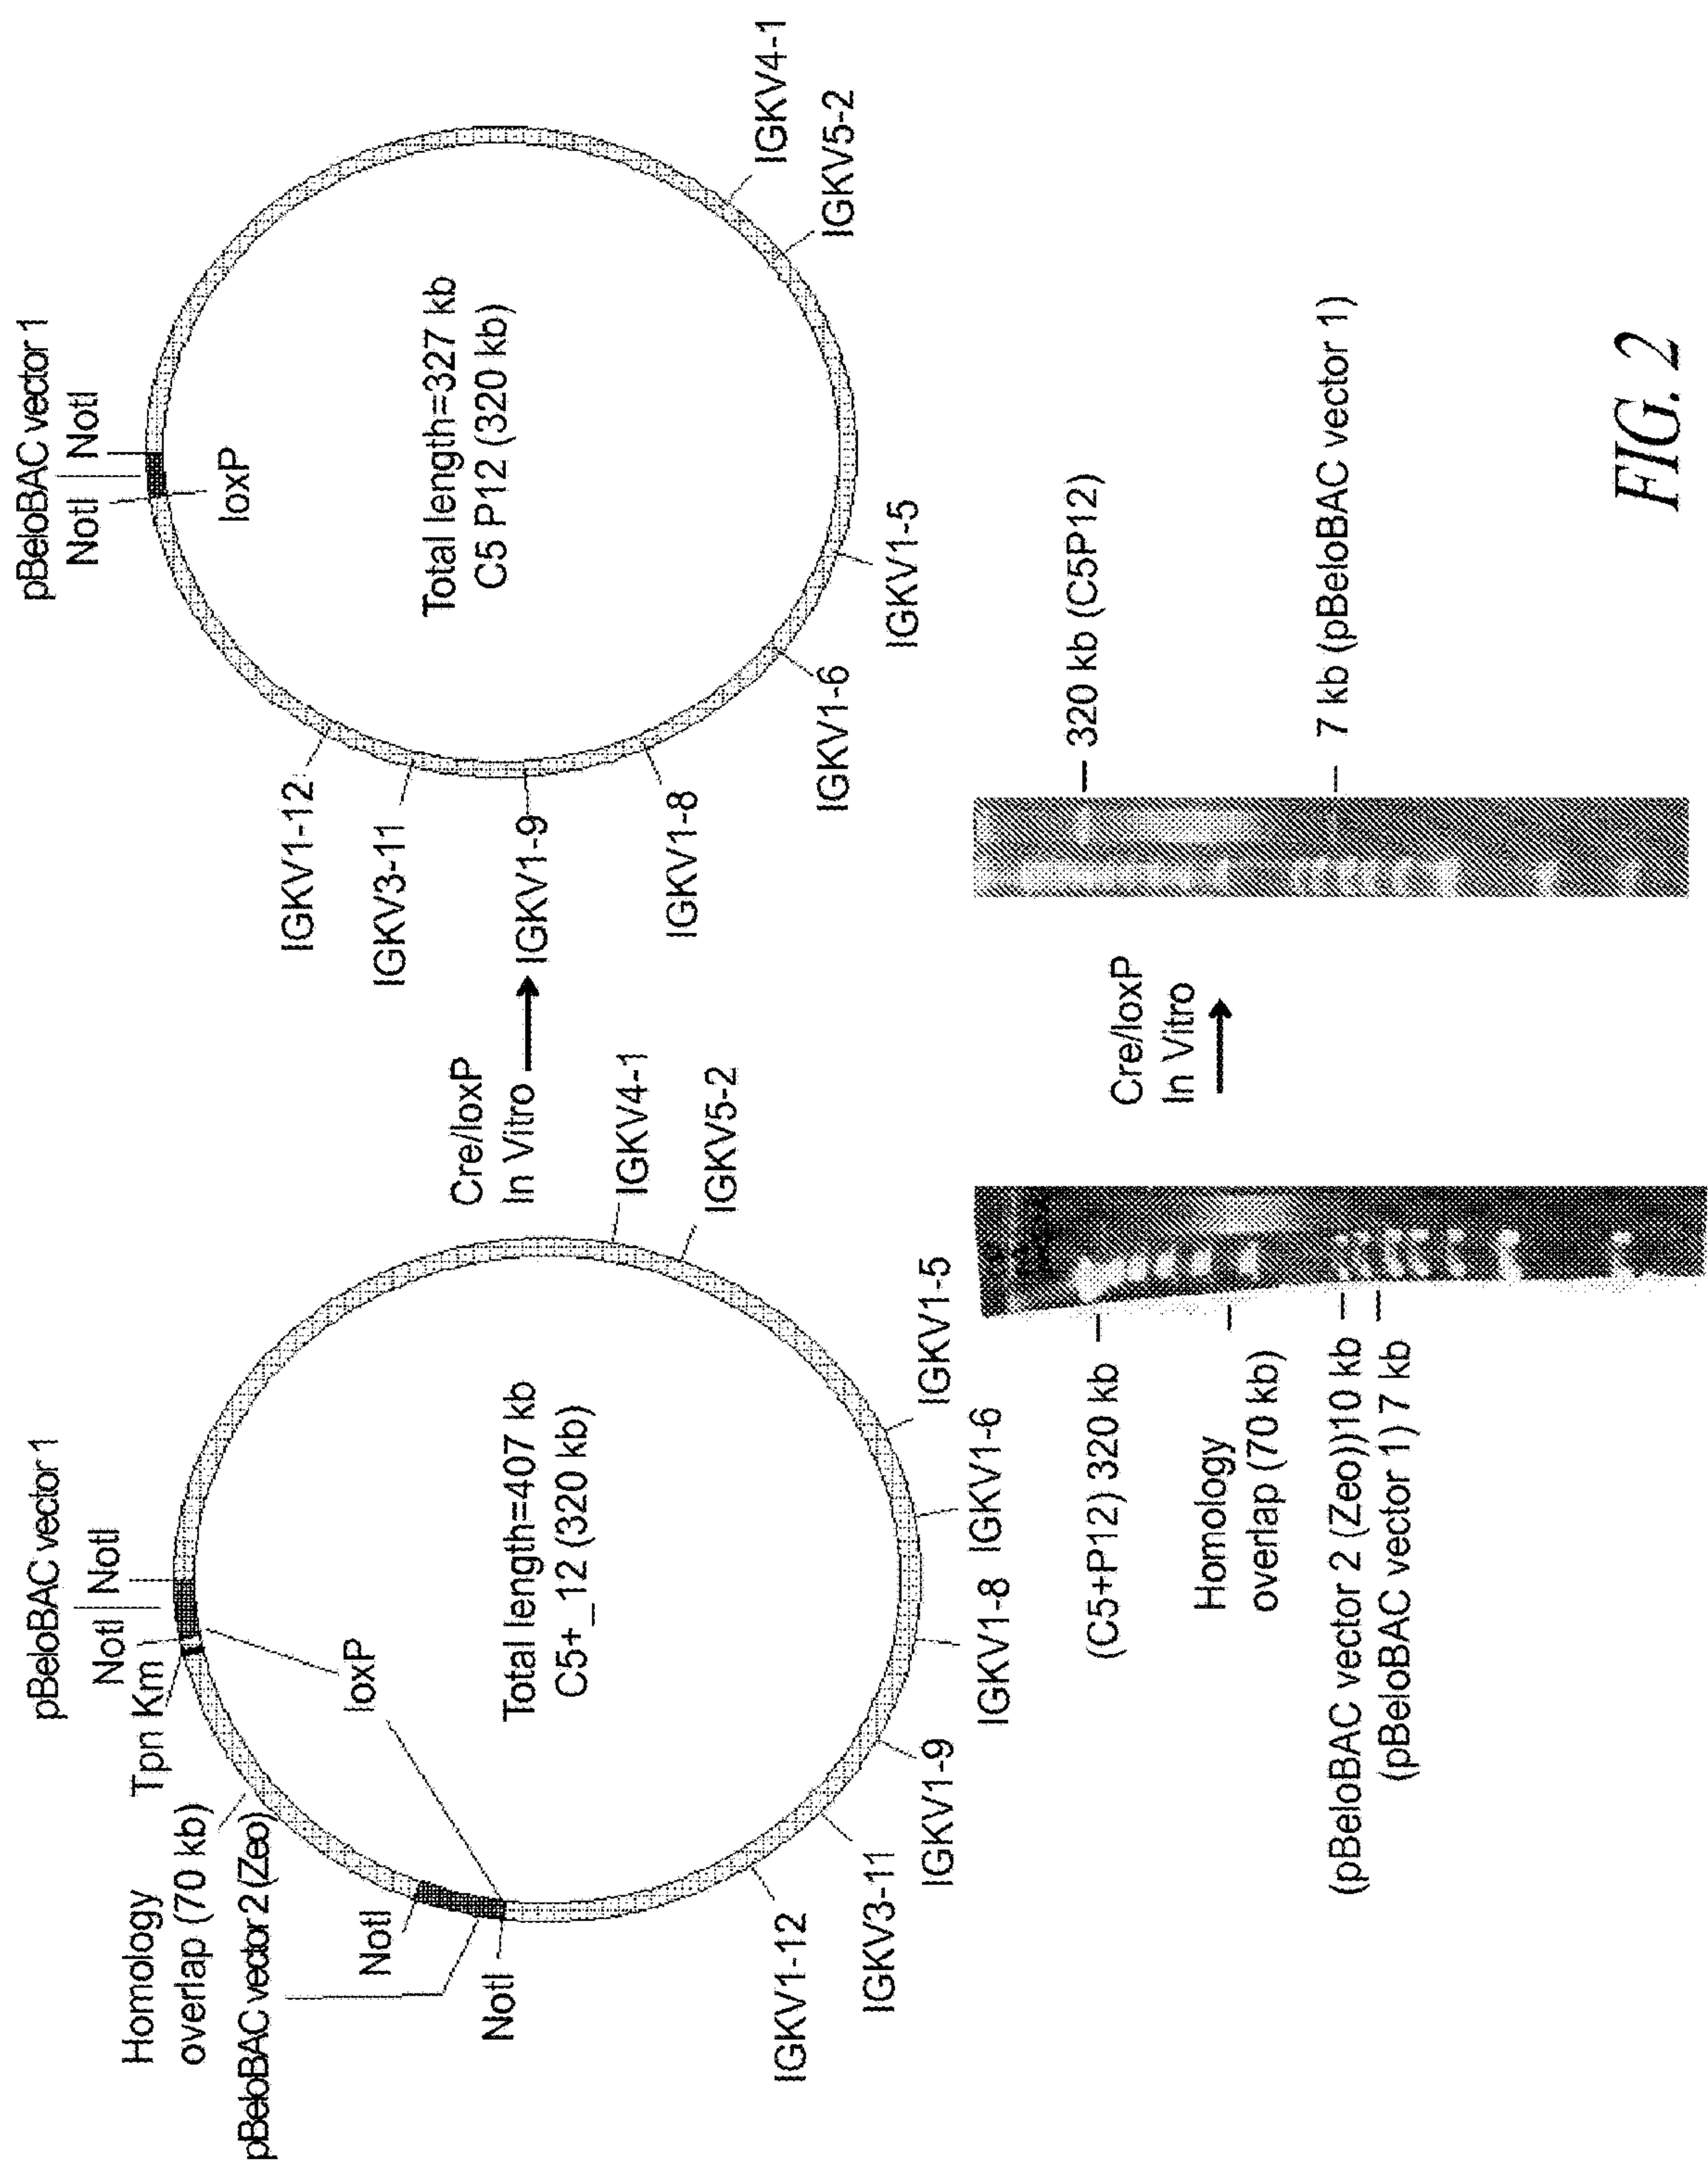 pBeloBAC vector 1
NotI
NotI
Tpn Km
Homology
overlap (70 kb)
pBeloBAC vector 2 (Zeo)
NotI
NotI
loxP
Total length=407 kb
C5+_12 (320 kb)
IGKV4-1
IGKV5-2
IGKV1-5
IGKV1-6
IGKV1-8
IGKV1-9
IGKV3-11
IGKV1-12
Cre/loxP
In Vitro
pBeloBAC vector 1
NotI
NotI
loxP
Total length=327 kb
C5 P12 (320 kb)
IGKV4-1
IGKV5-2
IGKV1-5
IGKV1-6
IGKV1-8
IGKV1-9
IGKV3-11
IGKV1-12
(C5+P12) 320 kb
Homology
overlap (70 kb)
(pBeloBAC vector 2 (Zeo))10 kb
(pBeloBAC vector 1) 7 kb
Cre/loxP
In Vitro
320 kb (C5P12)
7 kb (pBeloBAC vector 1)
FIG. 2